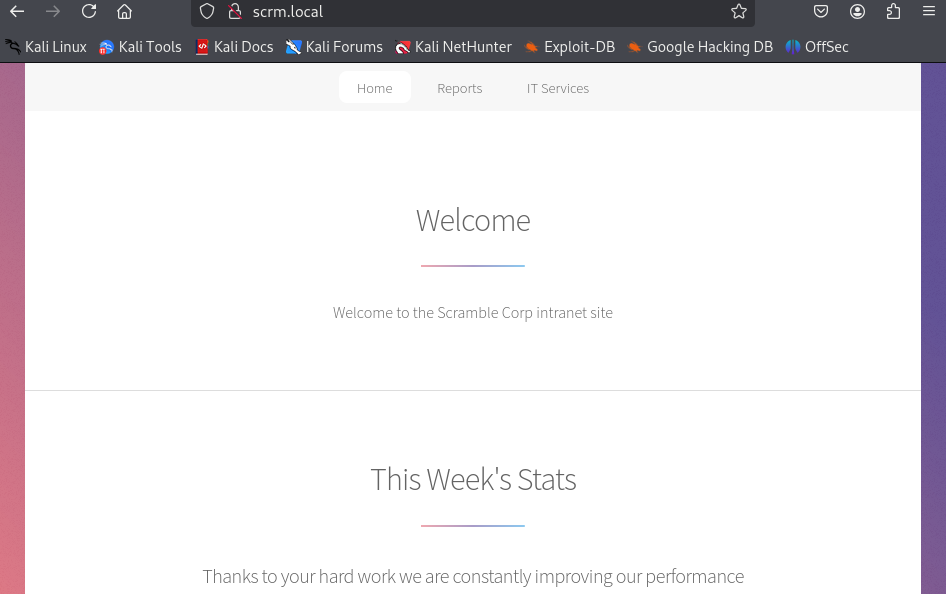 scrm.local
Kali Linux Kali Tools Kali Docs Kali Forums Kali NetHunter Exploit-DB Google Hacking DB OffSec
Home Reports IT Services
Welcome
Welcome to the Scramble Corp intranet site
This Week's Stats
Thanks to your hard work we are constantly improving our performance